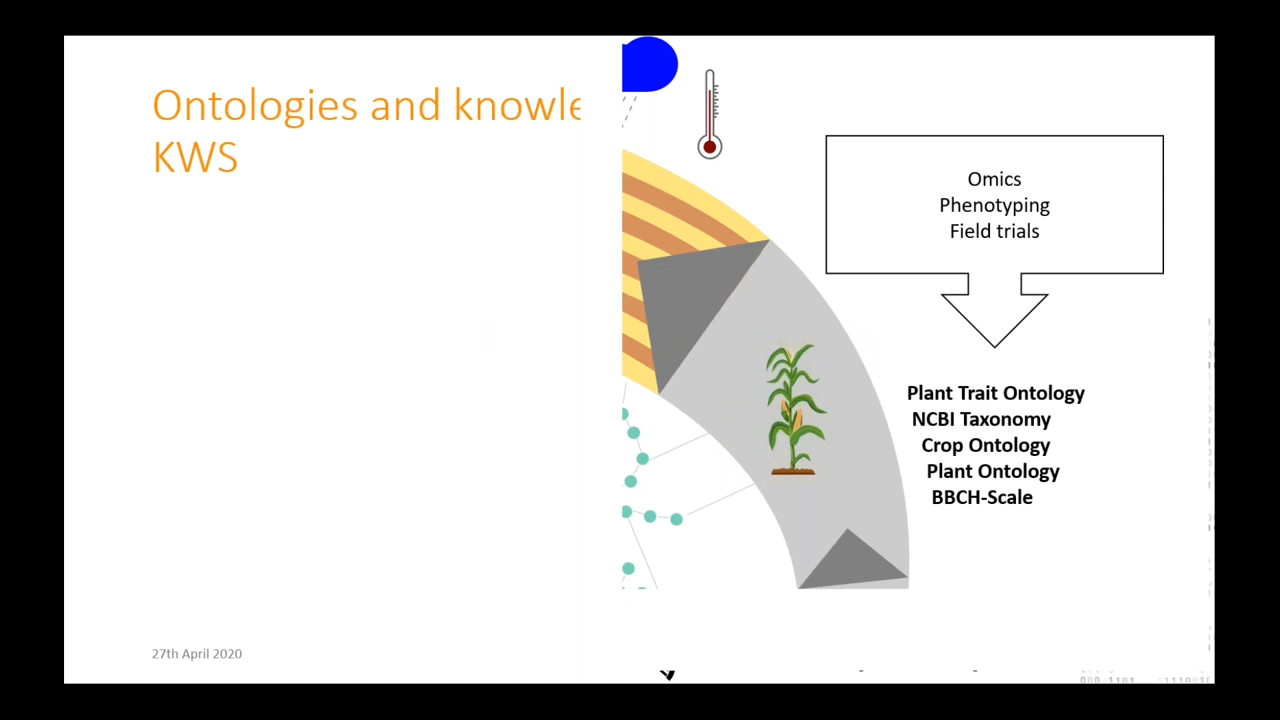 Ontologies and knowle
KWS
Omics
Phenotyping
Field trials
Plant Trait Ontology
NCBI Taxonomy
Crop Ontology
Plant Ontology
BBCH-Scale
27th April 2020